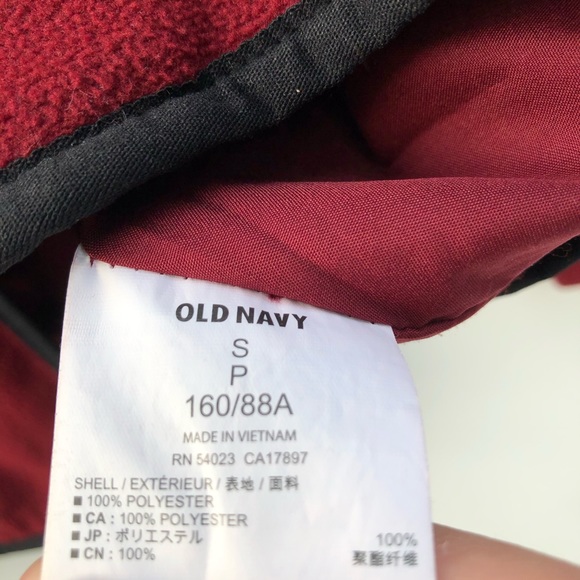 OLD NAVY
S
P
160/88A
MADE IN VIETNAM
RN 54023 CA17897
SHELL / EXTÉRIEUR / 表地 / 面料
■ 100% POLYESTER
■ CA : 100% POLYESTER
■ JP : ポリエステル 100%
■ CN : 100% 聚酯纤维